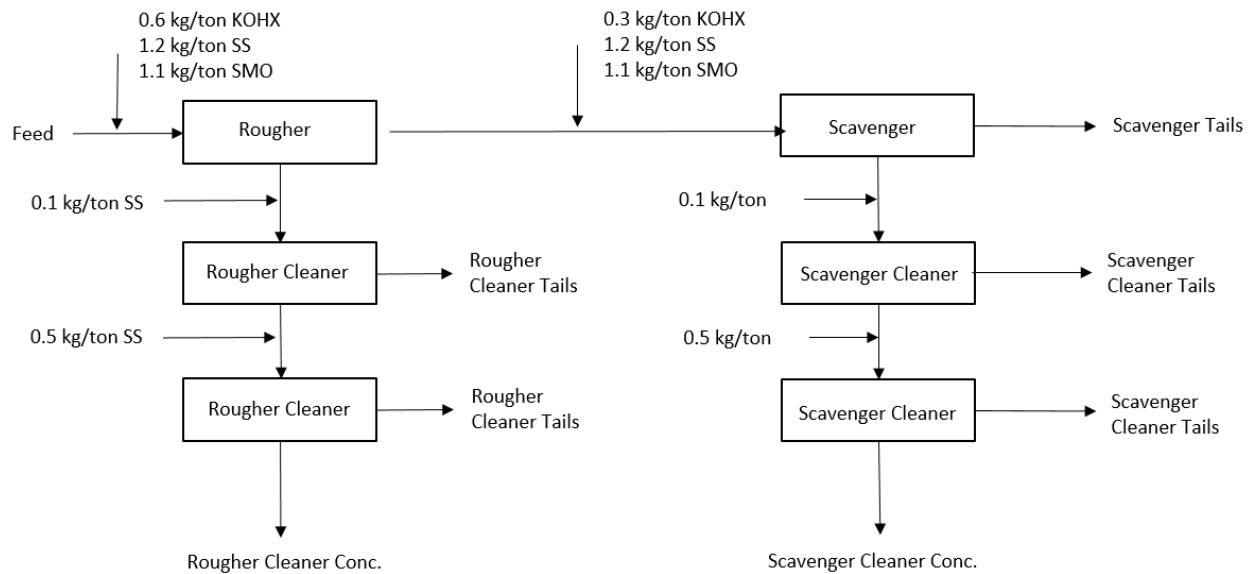 0.6 kg/ton KOHX
1.2 kg/ton SS
1.1 kg/ton SMO
0.3 kg/ton KOHX
1.2 kg/ton SS
1.1 kg/ton SMO
Feed
Rougher
Scavenger
Scavenger Tails
0.1 kg/ton SS
0.1 kg/ton
Rougher Cleaner
Rougher
Cleaner Tails
Scavenger Cleaner
Scavenger
Cleaner Tails
0.5 kg/ton SS
0.5 kg/ton
Rougher Cleaner
Rougher
Cleaner Tails
Scavenger Cleaner
Scavenger
Cleaner Tails
Rougher Cleaner Conc.
Scavenger Cleaner Conc.